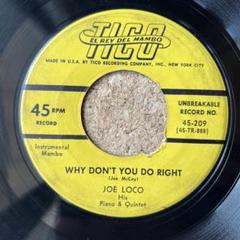 TICO
EL REY DEL MAMBO
MADE IN U.S.A. BY TICO RECORDING COMPANY, INC., NEW YORK CITY
45 RPM
RECORD
UNBREAKABLE
RECORD NO.
45-209
(45-TR-888)
Instrumental
Mambo
WHY DON'T YOU DO RIGHT
(Joe McCoy)
JOE LOCO
His
Piano & Quintet